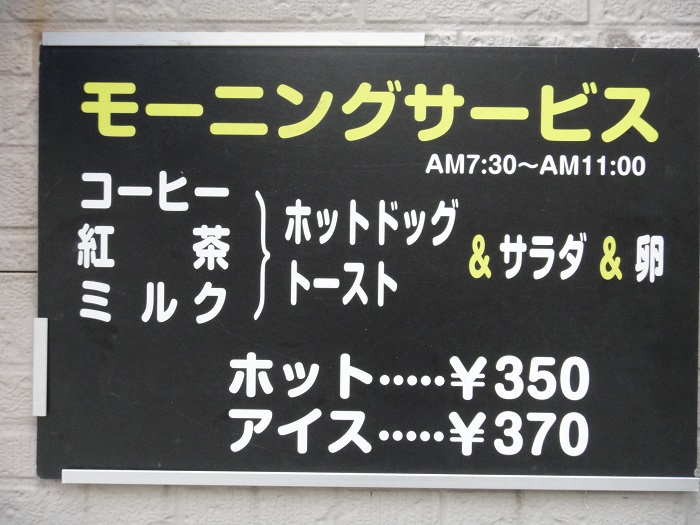 モーニングサービス
AM7:30～AM11:00
コーヒー
紅茶
ミルク
ホットドッグ
トースト
&サラダ&卵
ホット‥‥‥¥350
アイス‥‥‥¥370